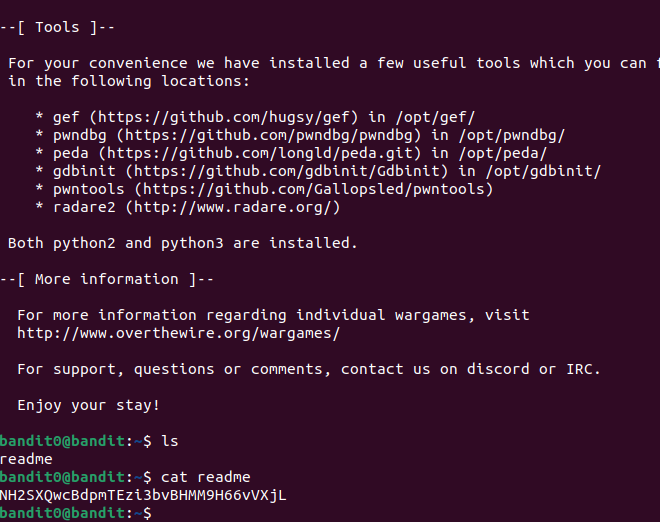 --[ Tools ]--
For your convenience we have installed a few useful tools which you can f
in the following locations:
* gef (https://github.com/hugsy/gef) in /opt/gef/
* pwndbg (https://github.com/pwndbg/pwndbg) in /opt/pwndbg/
* peda (https://github.com/longld/peda.git) in /opt/peda/
* gdbinit (https://github.com/gdbinit/Gdbinit) in /opt/gdbinit/
* pwntools (https://github.com/Gallopsled/pwntools)
* radare2 (http://www.radare.org/)
Both python2 and python3 are installed.
--[ More information ]--
For more information regarding individual wargames, visit
http://www.overthewire.org/wargames/
For support, questions or comments, contact us on discord or IRC.
Enjoy your stay!
bandit0@bandit:~$ ls
readme
bandit0@bandit:~$ cat readme
NH2SXQwcBdpmTEzi3bvBHMM9H66vVXjL
bandit0@bandit:~$